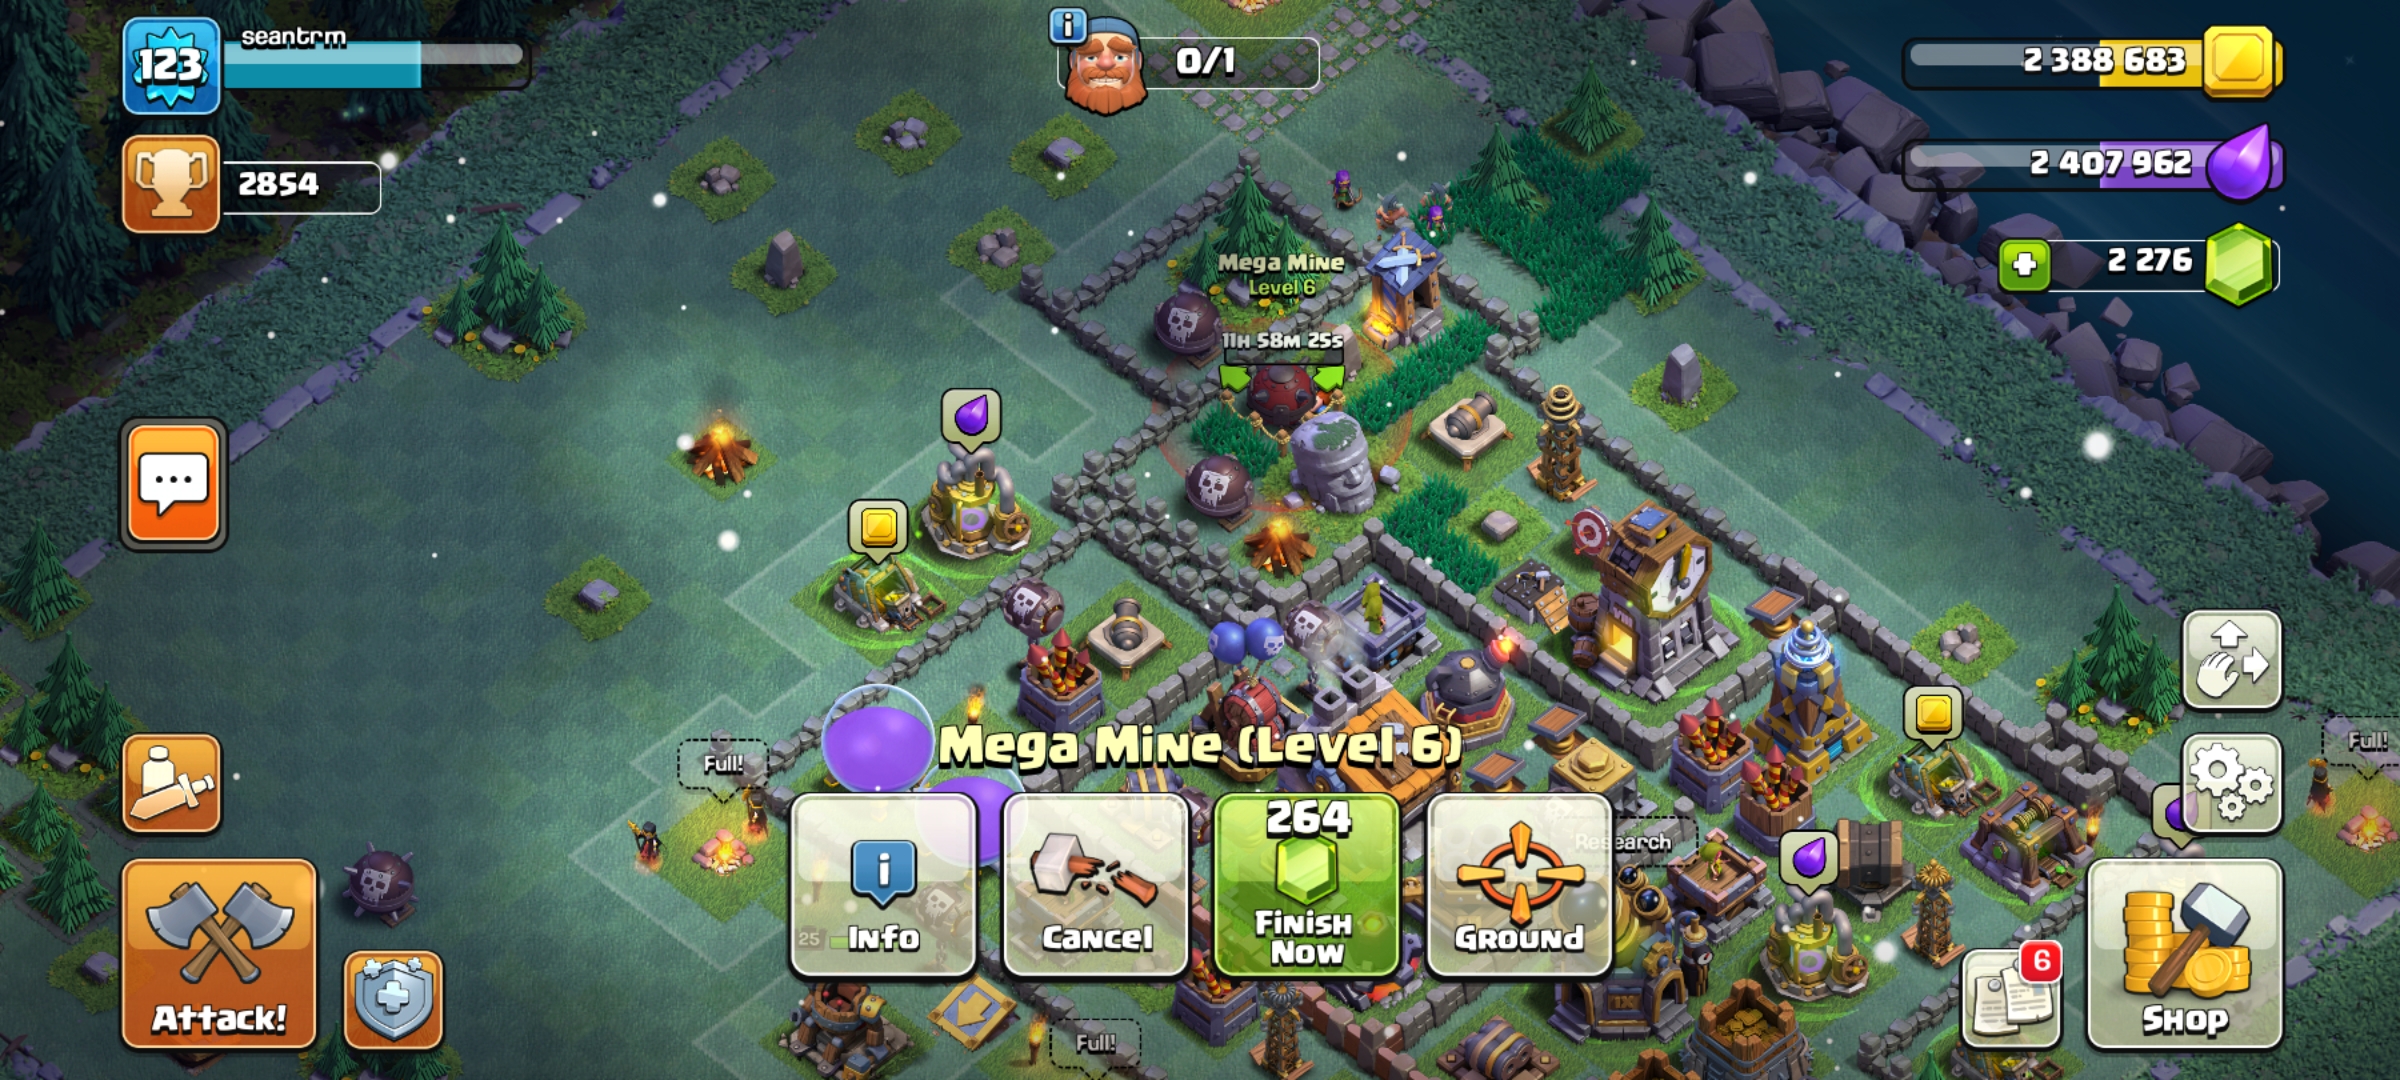 123
seantrm
i
0/1
2 388 683
2854
2 407 962
+
2 276
Mega Mine
Level 6
11H 58M 25S
Full!
Mega Mine (Level 6)
Full!
264
i
Research
25
Info
Cancel
Finish
Now
Ground
6
1X
Attack!
Shop
Full!